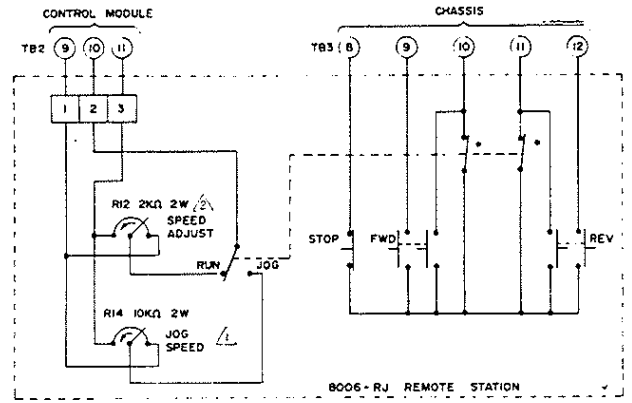 CONTROL MODULE
CHASSIS
TB2 9 10 11
TB3 8 9 10 11 12
1 2 3
R12 2KΩ 2W 2
SPEED
ADJUST
RUN JOG
STOP FWD REV
R14 10KΩ 2W
JOG
SPEED 1
8006-RJ REMOTE STATION